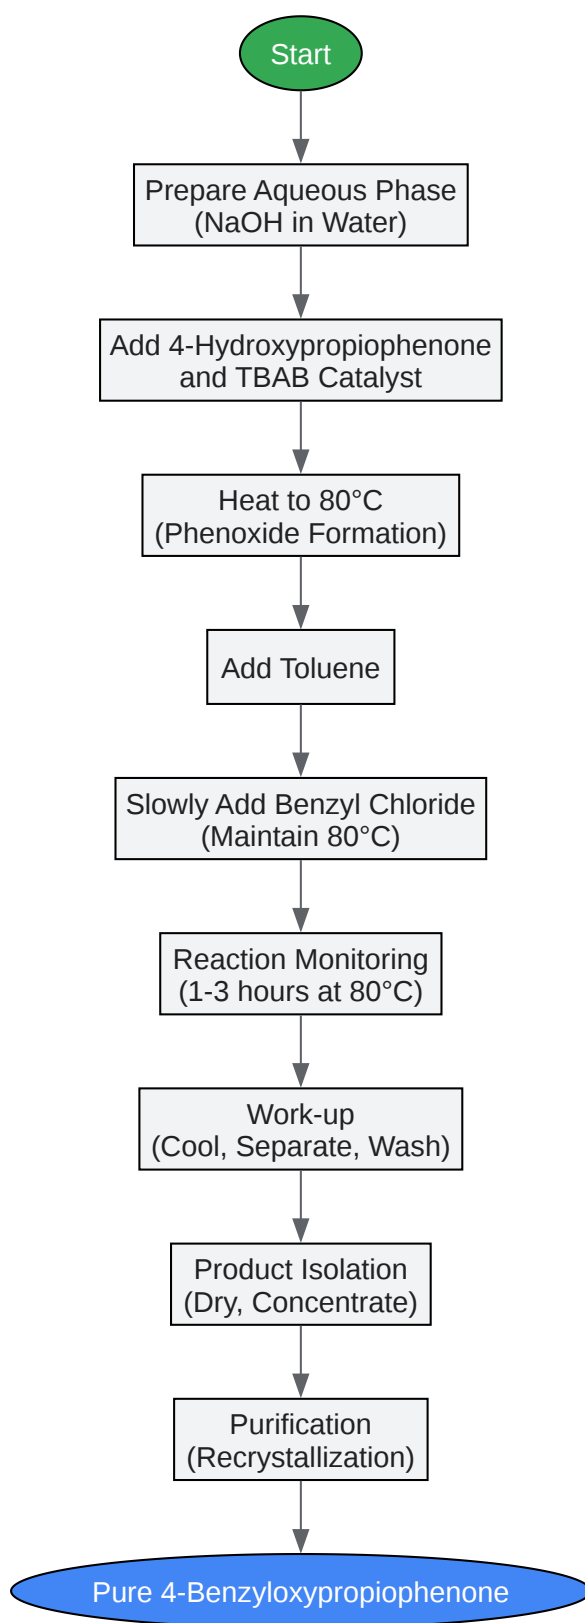 Start
Prepare Aqueous Phase
(NaOH in Water)
Add 4-Hydroxypropiophenone
and TBAB Catalyst
Heat to 80°C
(Phenoxide Formation)
Add Toluene
Slowly Add Benzyl Chloride
(Maintain 80°C)
Reaction Monitoring
(1-3 hours at 80°C)
Work-up
(Cool, Separate, Wash)
Product Isolation
(Dry, Concentrate)
Purification
(Recrystallization)
Pure 4-Benzyloxypropiophenone